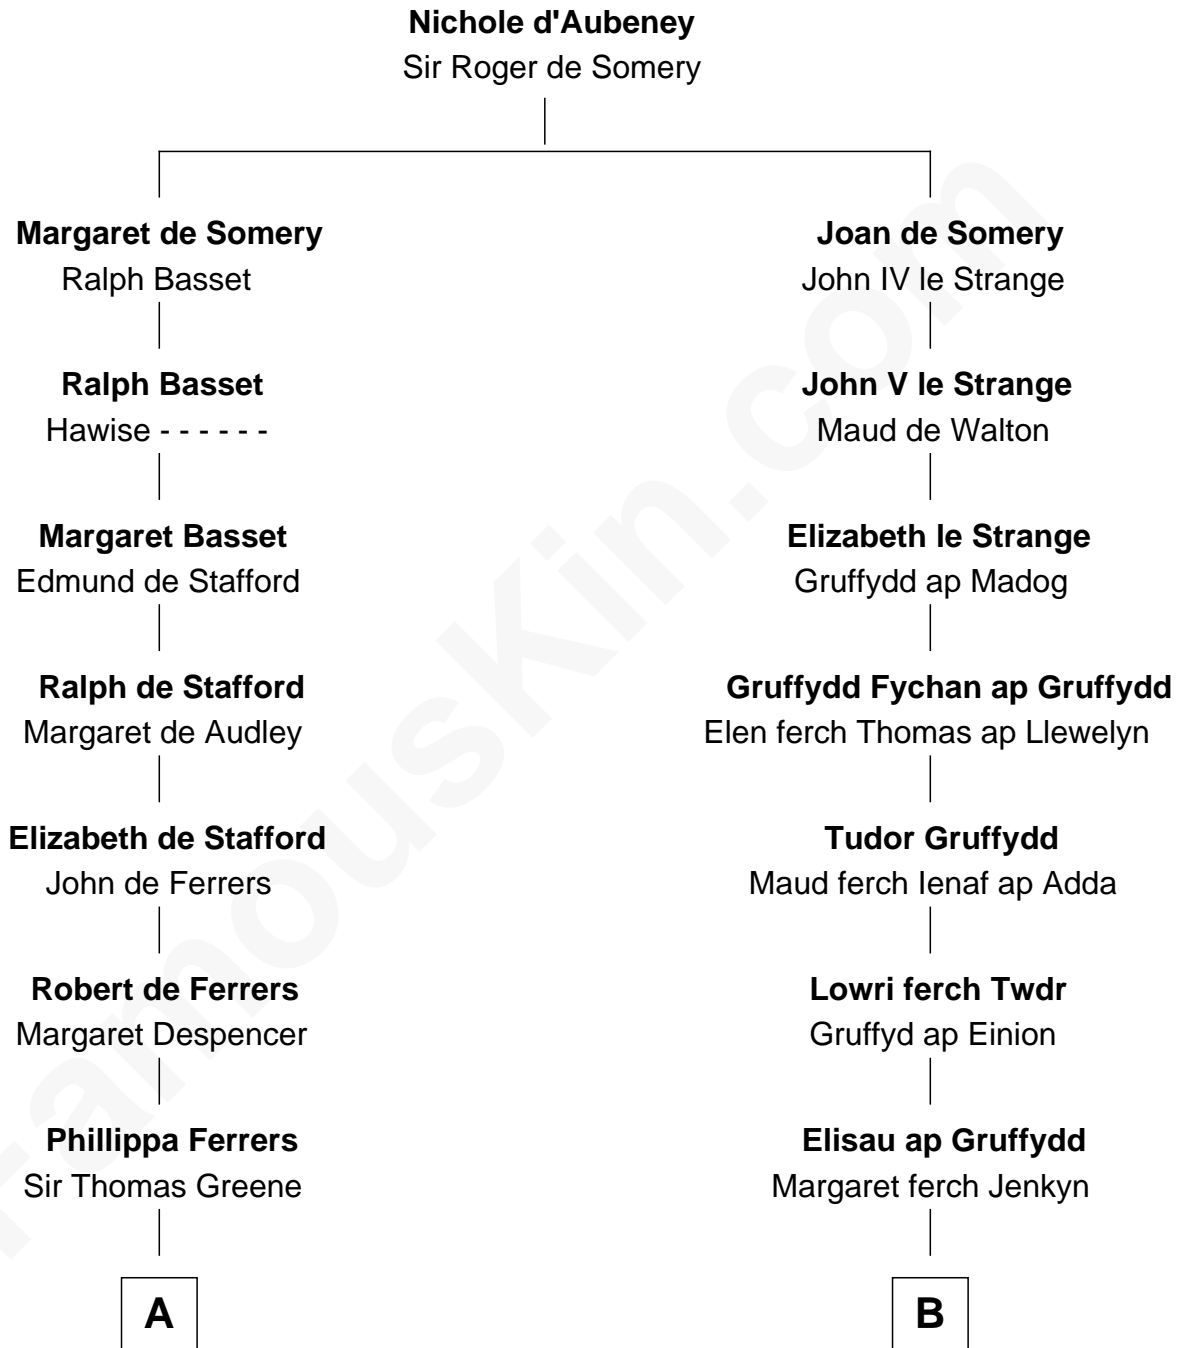 Nichole d'Aubeney
Sir Roger de Somery
Margaret de Somery
Ralph Basset
Ralph Basset
Hawise - - - - - -
Margaret Basset
Edmund de Stafford
Ralph de Stafford
Margaret de Audley
Elizabeth de Stafford
John de Ferrers
Robert de Ferrers
Margaret Despencer
Phillippa Ferrers
Sir Thomas Greene
A
Joan de Somery
John IV le Strange
John V le Strange
Maud de Walton
Elizabeth le Strange
Gruffydd ap Madog
Gruffydd Fychan ap Gruffydd
Elen ferch Thomas ap Llewelyn
Tudor Gruffydd
Maud ferch Ienaf ap Adda
Lowri ferch Twdr
Gruffyd ap Einion
Elisau ap Gruffydd
Margaret ferch Jenkyn
B
FamousKin.com